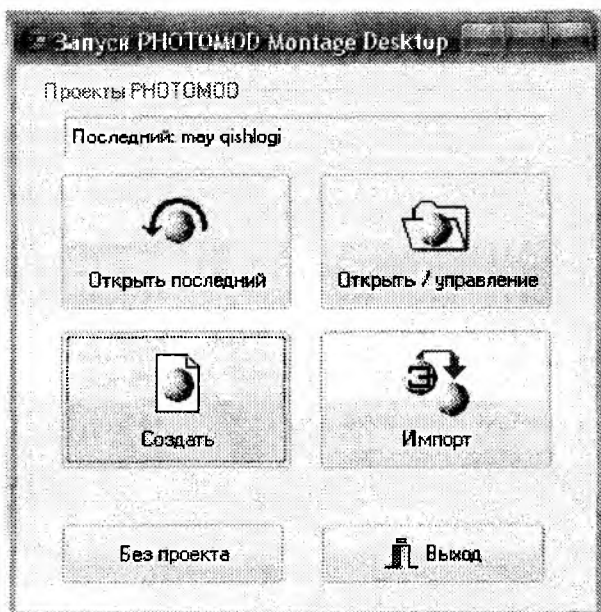 Запуск PHOTOMOD Montage Desktop
Проекты PHOTOMOD
Последний: may qishlogi
Открыть последний
Открыть / управление
Создать
Импорт
Без проекта
Выход